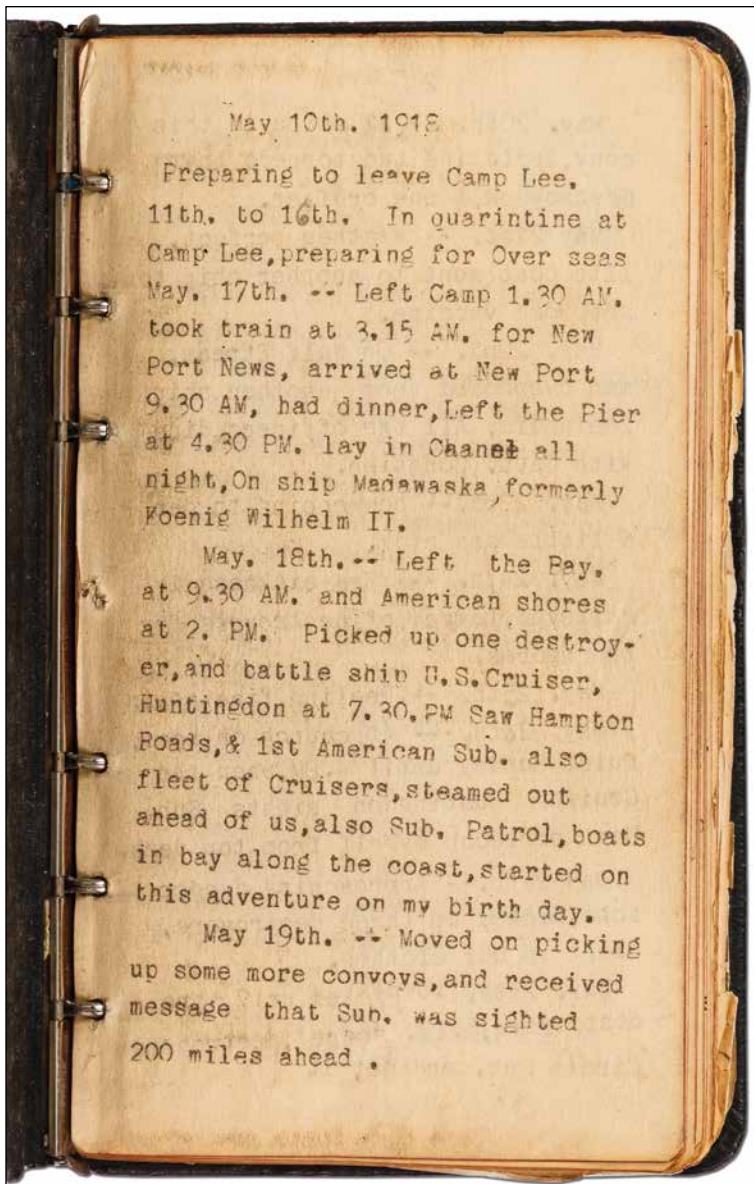 May 10th. 1918
Preparing to leave Camp Lee.
11th. to 16th. In quarintine at
Camp Lee,preparing for Over seas
May. 17th. -- Left Camp 1.30 AM.
took train at 3.15 AM. for New
Port News, arrived at New Port
9.30 AM, had dinner,Left the Pier
at 4.30 PM. lay in Chanel all
night,On ship Madawaska,formerly
Koenig Wilhelm II.
May. 18th.-- Left the Bay.
at 9.30 AM. and American shores
at 2. PM. Picked up one destroy-
er,and battle ship U.S.Cruiser,
Huntingdon at 7.30.PM Saw Hampton
Roads,& 1st American Sub. also
fleet of Cruisers,steamed out
ahead of us,also Sub. Patrol,boats
in bay along the coast,started on
this adventure on my birth day.
May 19th. -- Moved on picking
up some more convoys,and received
message that Sub. was sighted
200 miles ahead .